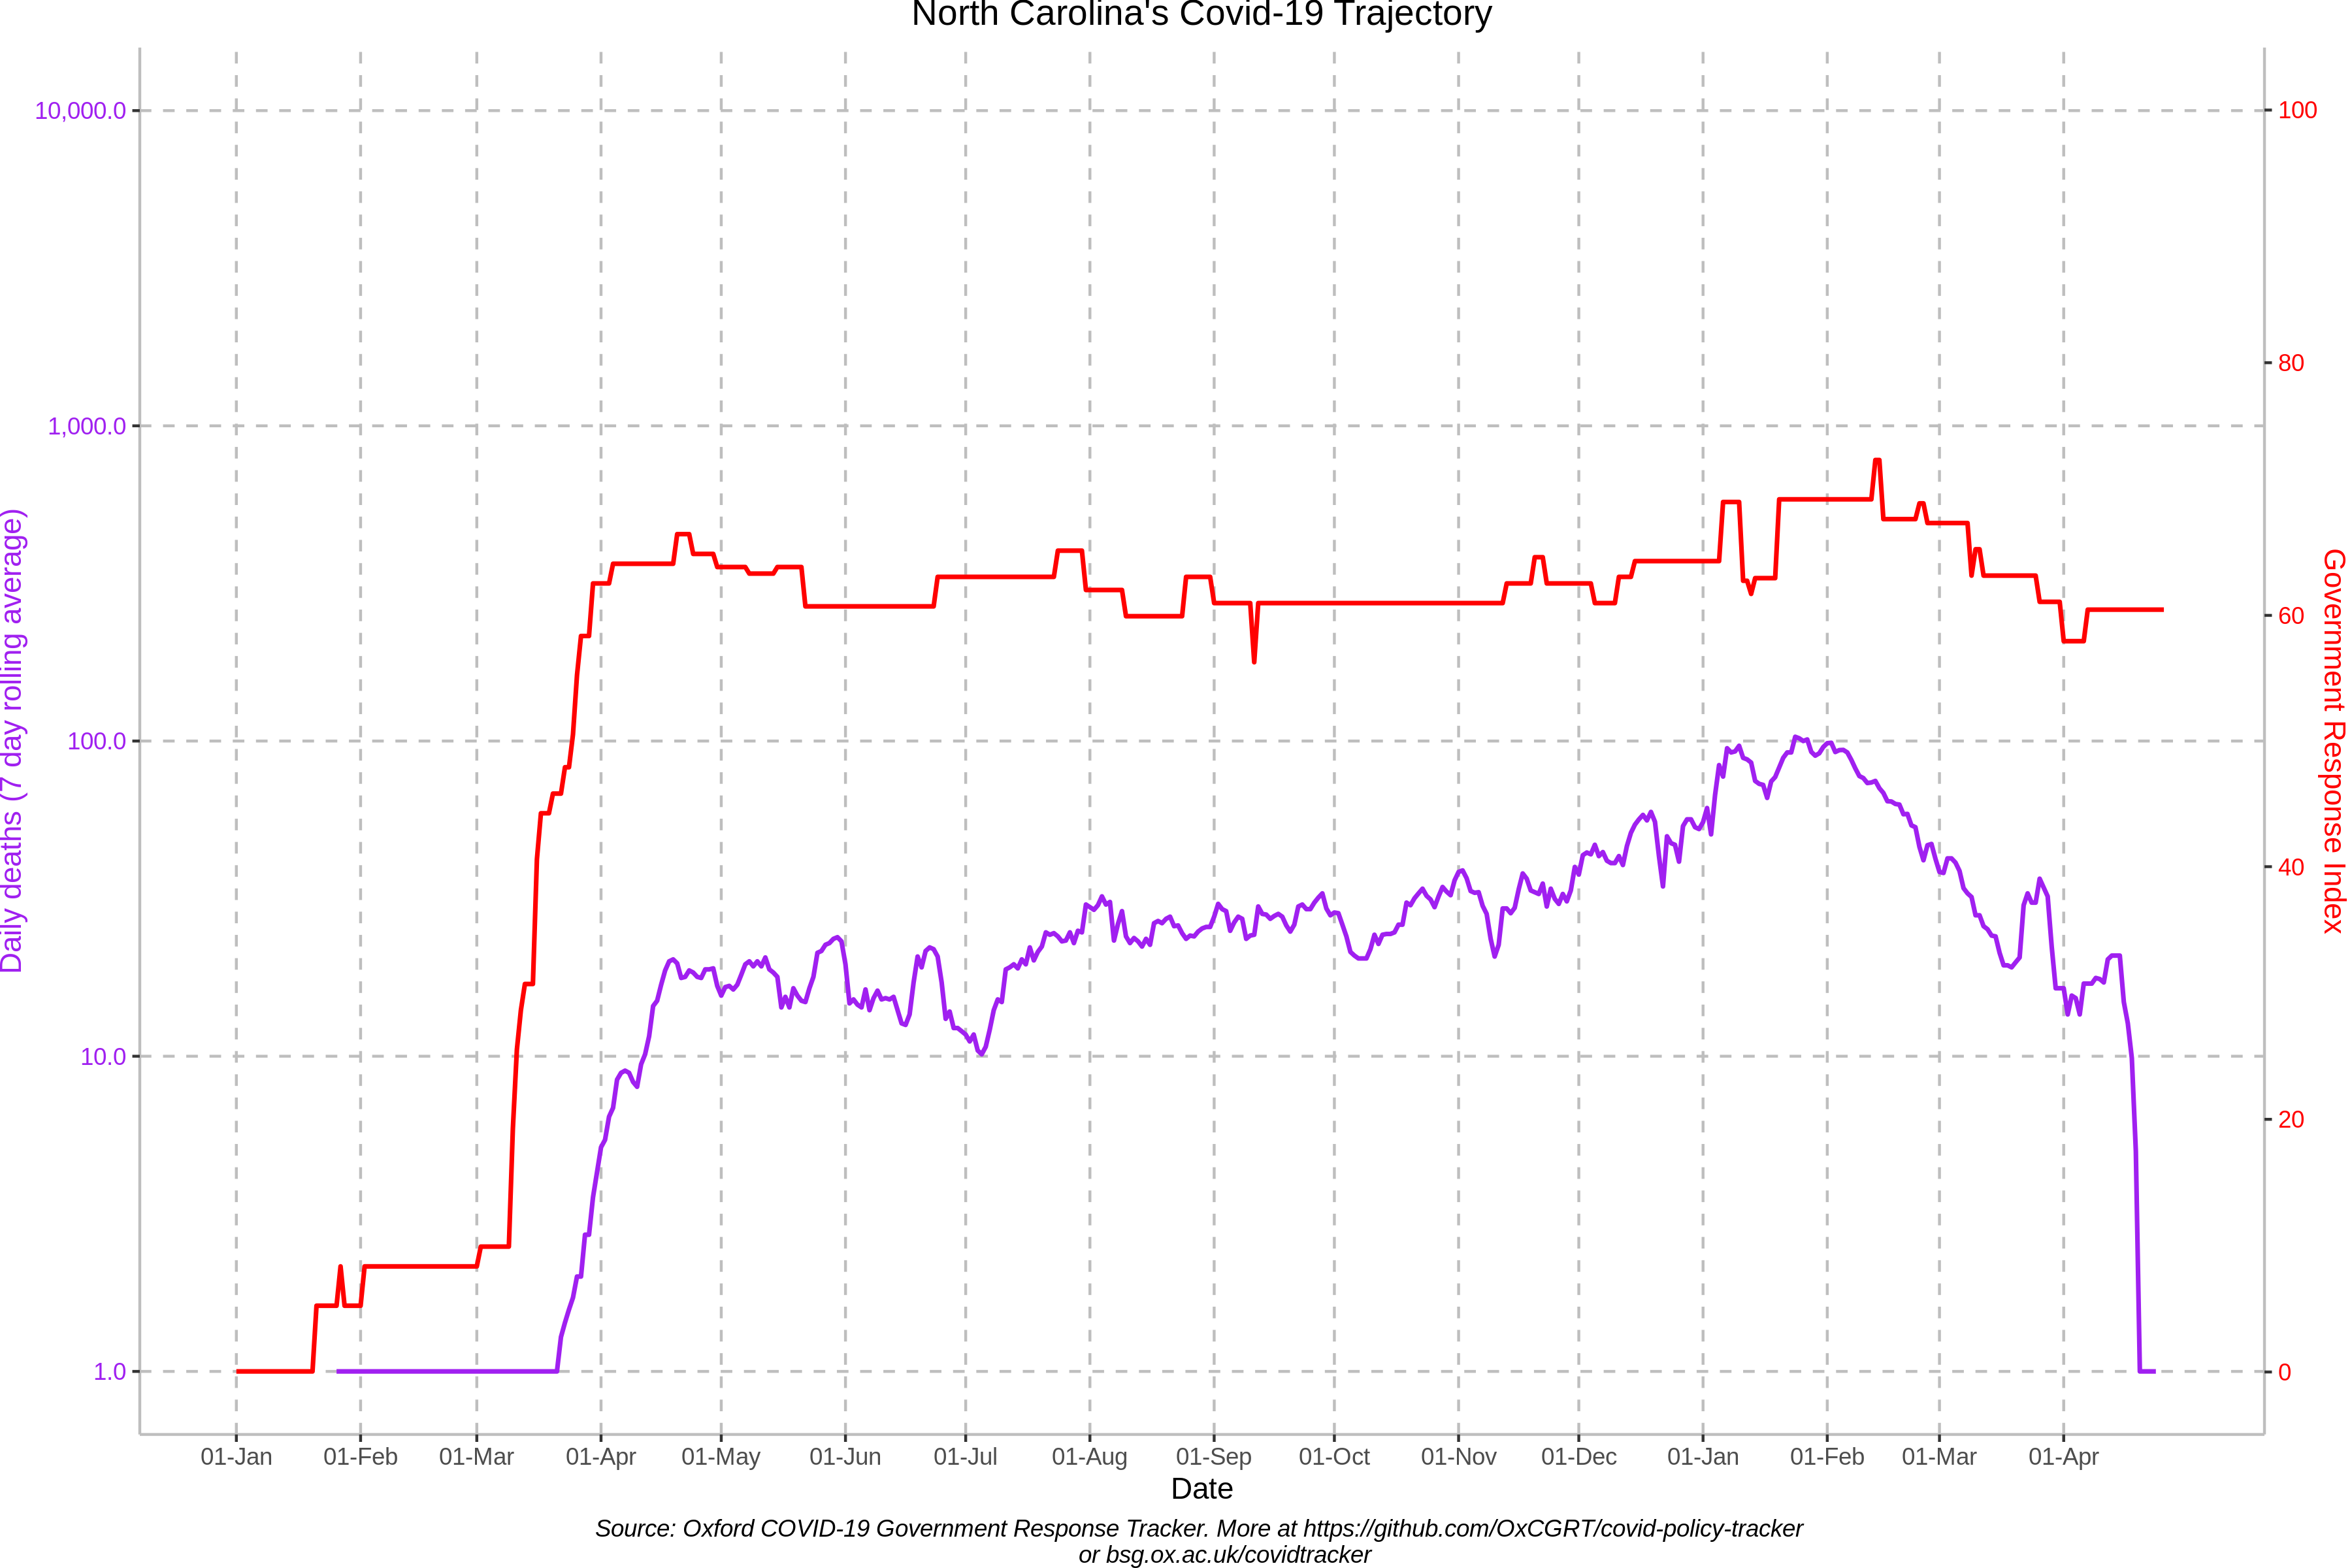 North Carolina's Covid-19 Trajectory
10,000.0
1,000.0
100.0
10.0
1.0
Daily deaths (7 day rolling average)
100
80
60
40
20
0
Government Response Index
01-Jan 01-Feb 01-Mar 01-Apr 01-May 01-Jun 01-Jul 01-Aug 01-Sep 01-Oct 01-Nov 01-Dec 01-Jan 01-Feb 01-Mar 01-Apr
Date
Source: Oxford COVID-19 Government Response Tracker. More at https://github.com/OxCGRT/covid-policy-tracker
or bsg.ox.ac.uk/covidtracker